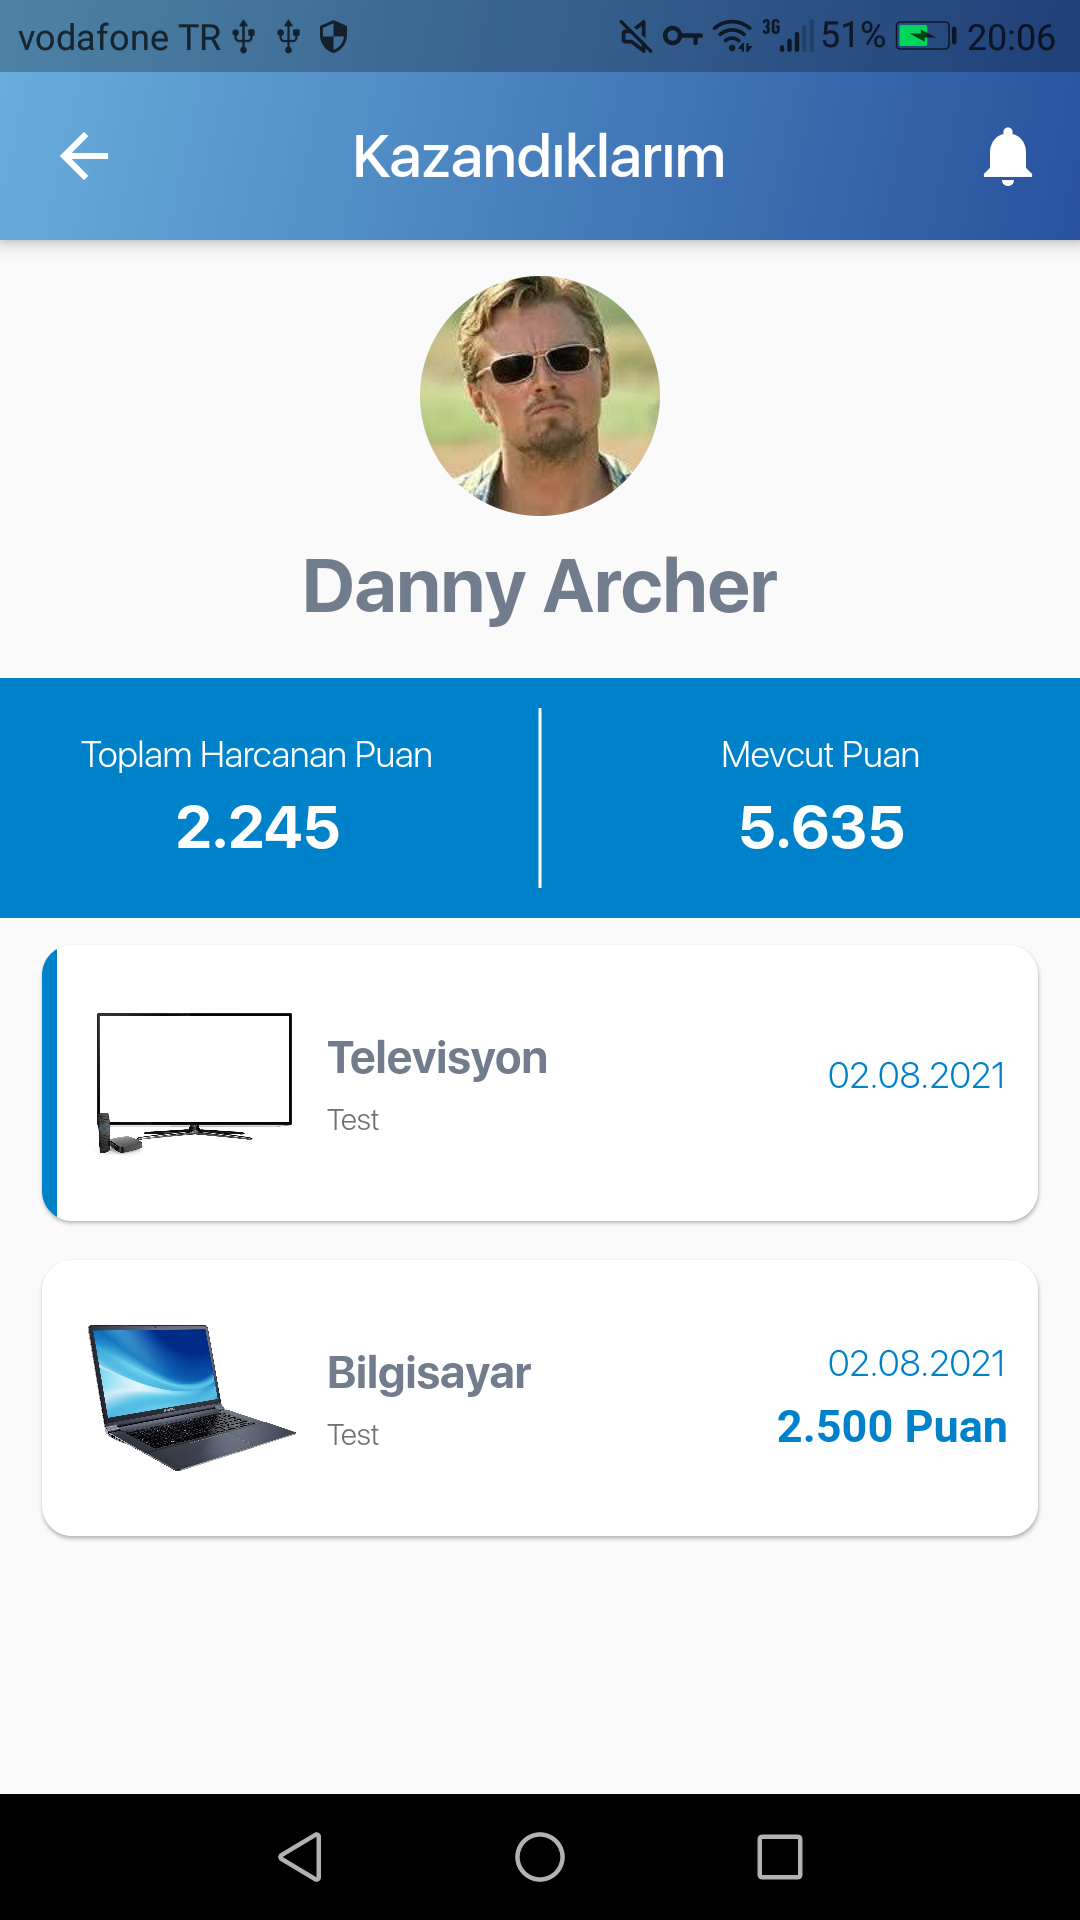 vodafone TR 3G 51% 20:06
Kazandıklarım
Danny Archer
Toplam Harcanan Puan
2.245
Mevcut Puan
5.635
Televisyon
Test
02.08.2021
Bilgisayar
Test
02.08.2021
2.500 Puan